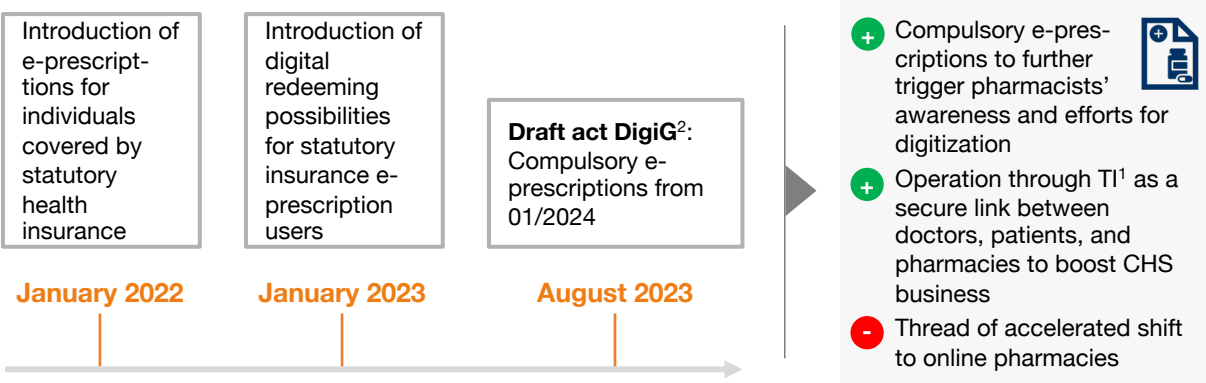 Introduction of
e-prescript-
tions for
individuals
covered by
statutory
health
insurance
January 2022
Introduction of
digital
redeeming
possibilities
for statutory
insurance e-
prescription
users
January 2023
Draft act DigiG²:
Compulsory e-
prescriptions from
01/2024
August 2023
+ Compulsory e-pres-
criptions to further
trigger pharmacists'
awareness and efforts for
digitization
+ Operation through TI¹ as a
secure link between
doctors, patients, and
pharmacies to boost CHS
business
- Thread of accelerated shift
to online pharmacies